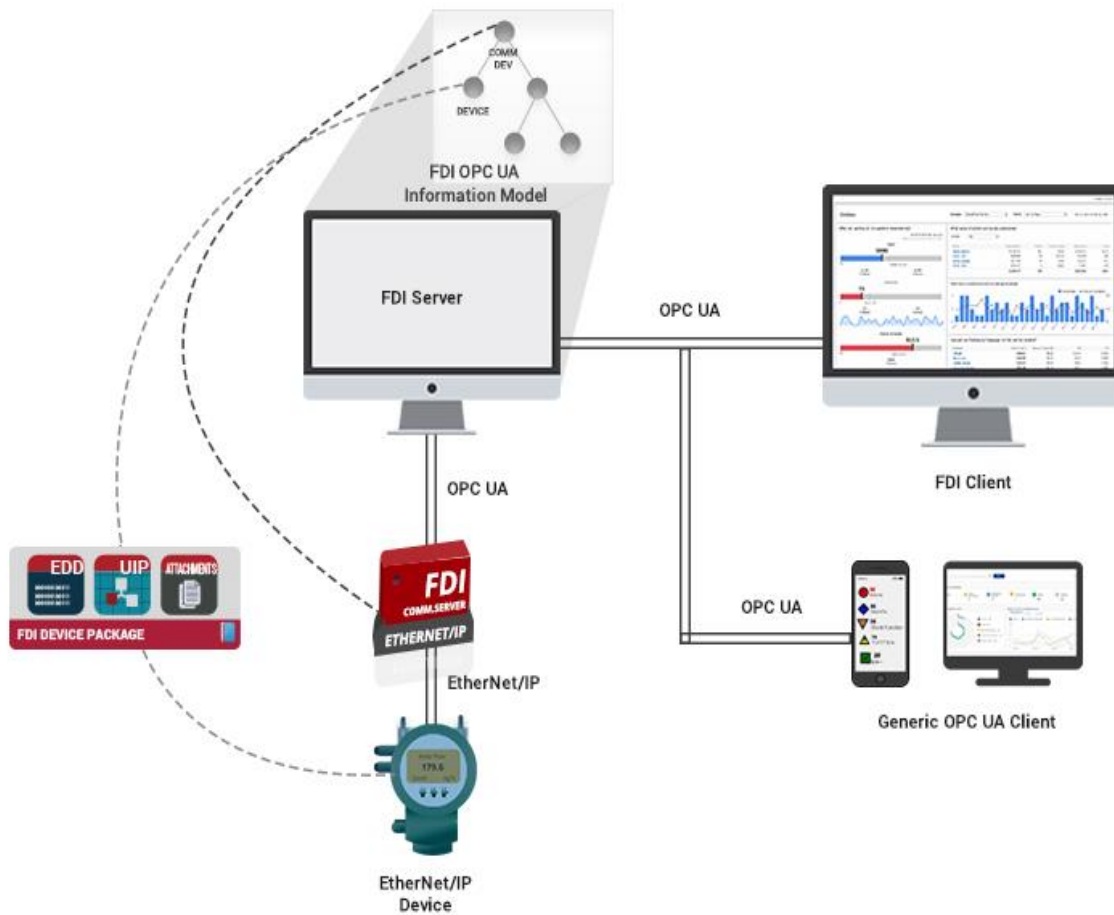 COMM
DEV
DEVICE
FDI OPC UA
Information Model
FDI Server
OPC UA
FDI Client
OPC UA
EDD
UIP
ATTACHMENTS
FDI DEVICE PACKAGE
FDI
COMM.SERVER
ETHERNET/IP
EtherNet/IP
OPC UA
Generic OPC UA Client
179.6
EtherNet/IP
Device